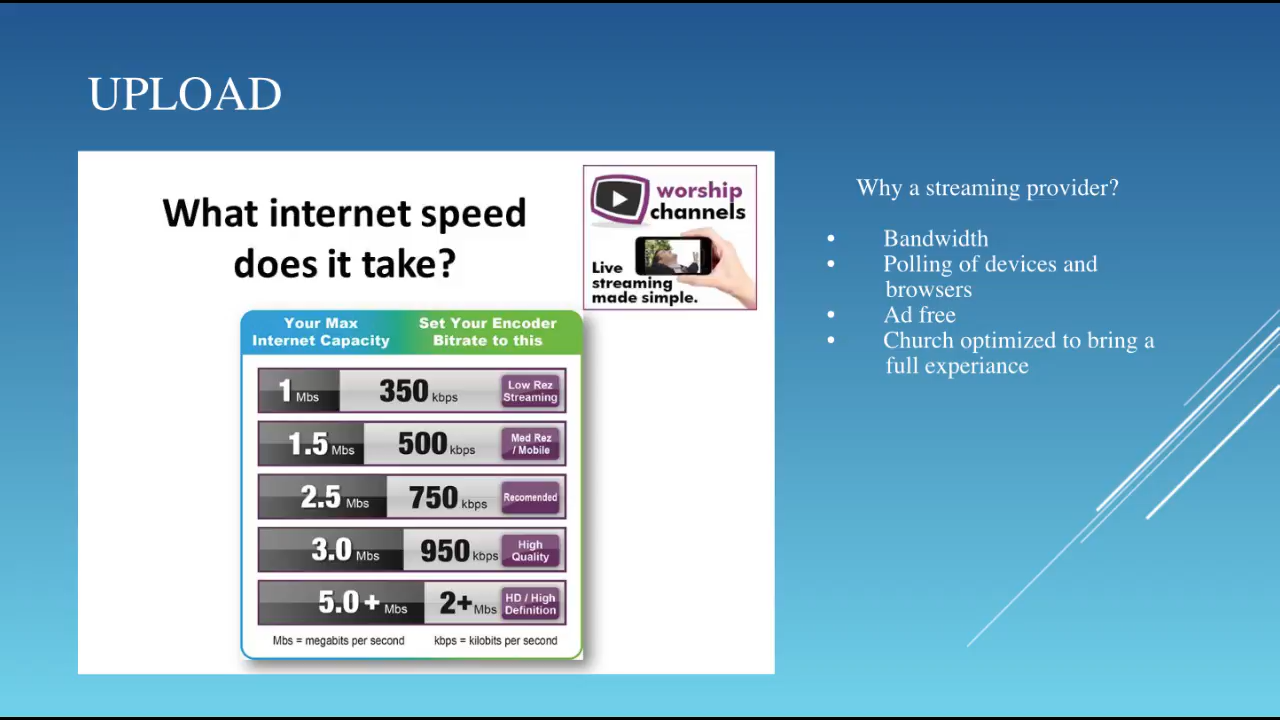 UPLOAD
What internet speed
does it take?
worship
channels
Live
streaming
made simple.
Your Max
Internet Capacity
Set Your Encoder
Bitrate to this
1 Mbs 350 kbps Low Rez
Streaming
1.5 Mbs 500 kbps Med Rez
/ Mobile
2.5 Mbs 750 kbps Recomended
3.0 Mbs 950 kbps High
Quality
5.0+ Mbs 2+ Mbs HD / High
Definition
Mbs = megabits per second kbps = kilobits per second
Why a streaming provider?
• Bandwidth
• Polling of devices and
browsers
• Ad free
• Church optimized to bring a
full experiance